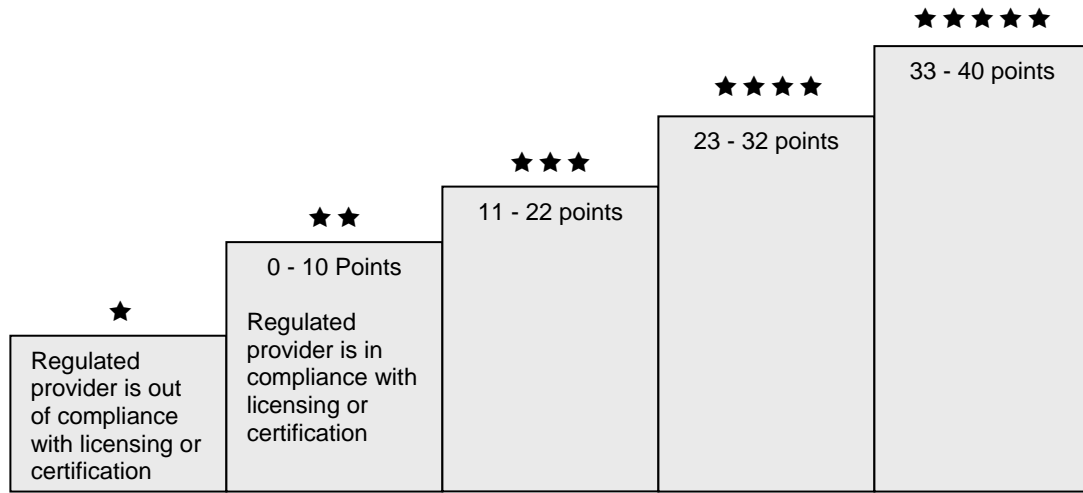 33 - 40 points
23 - 32 points
11 - 22 points
0 - 10 Points
Regulated
provider is in
compliance with
licensing or
certification
Regulated
provider is out
of compliance
with licensing or
certification